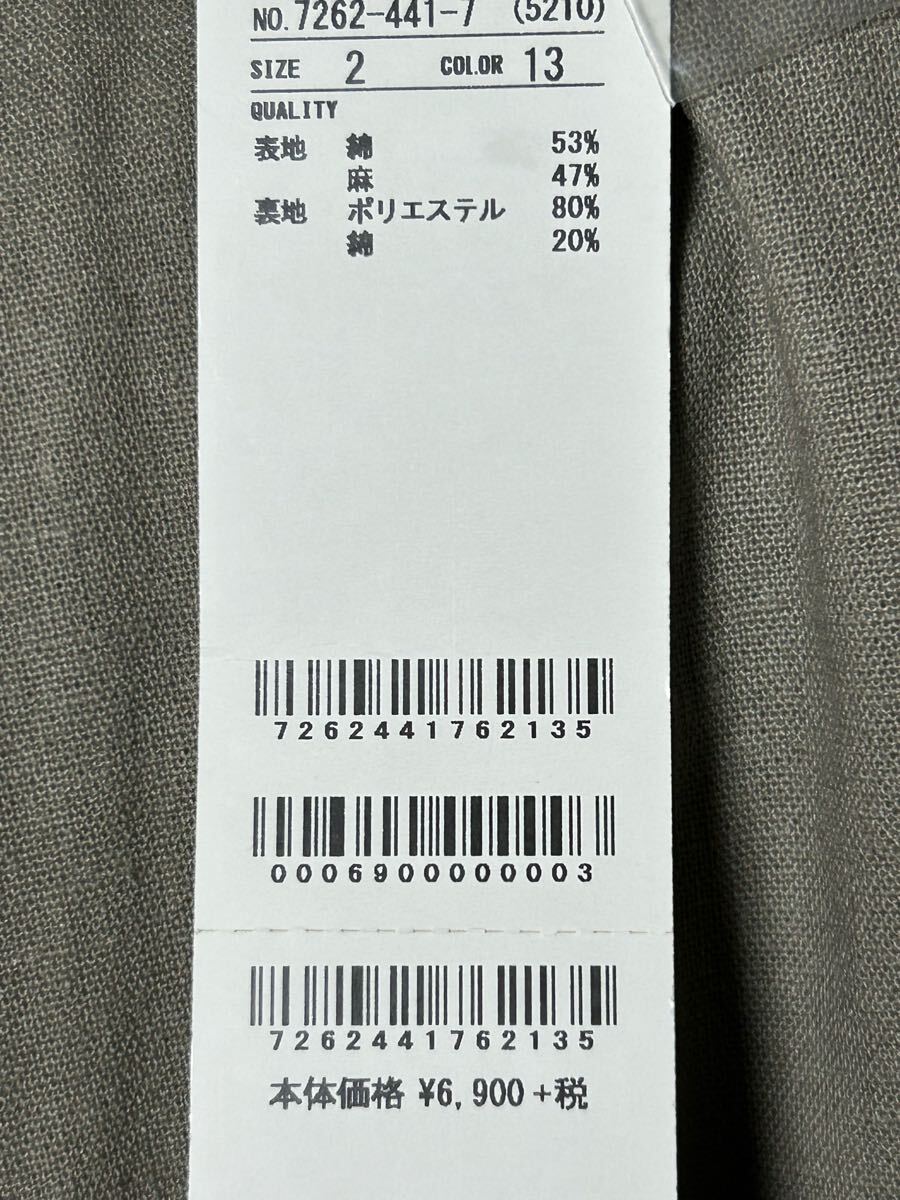 NO. 7262-441-7 (5210)
SIZE 2 COLOR 13
QUALITY
表地 綿 53%
麻 47%
裏地 ポリエステル 80%
綿 20%
7262441762135
0006900000003
7262441762135
本体価格 ¥6,900+税